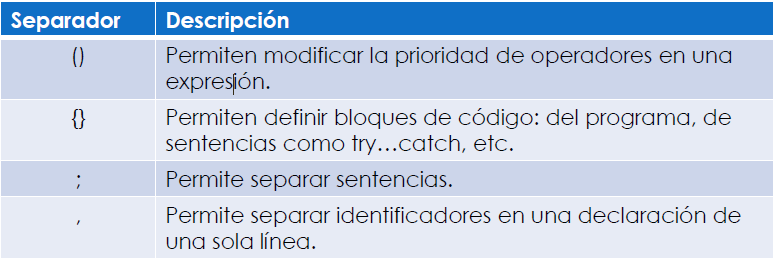 Separador Descripción
() Permiten modificar la prioridad de operadores en una
expresión.
{} Permiten definir bloques de código: del programa, de
sentencias como try...catch, etc.
; Permite separar sentencias.
, Permite separar identificadores en una declaración de
una sola línea.